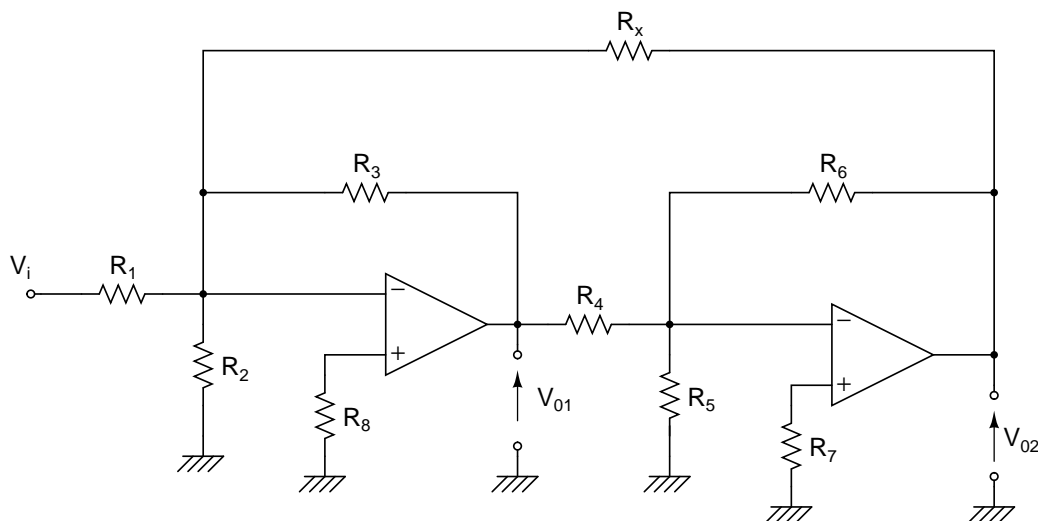 Rₓ
R₃
R₆
Vᵢ
R₁
−
R₄
−
R₂
+
R₈
V₀₁
R₅
+
R₇
V₀₂